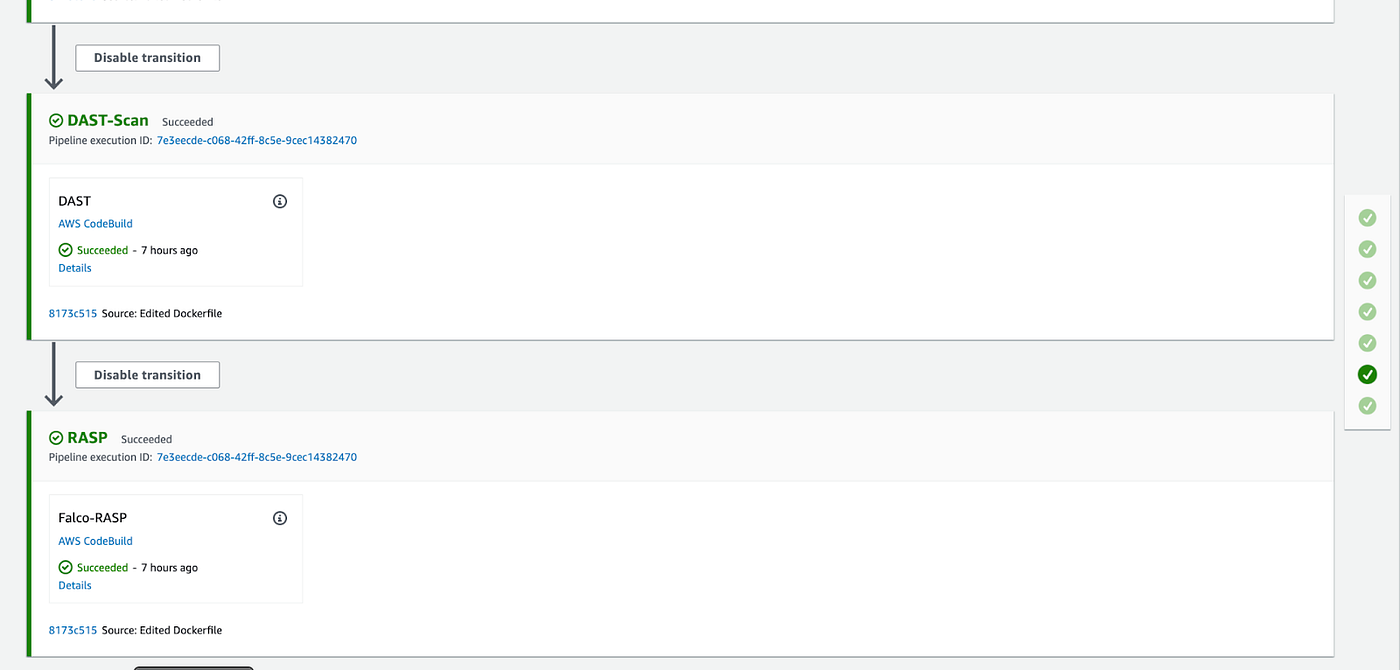 Disable transition
DAST-Scan Succeeded
Pipeline execution ID: 7e3eecde-c068-42ff-8c5e-9cec14382470
DAST
AWS CodeBuild
Succeeded - 7 hours ago
Details
8173c515 Source: Edited Dockerfile
Disable transition
RASP Succeeded
Pipeline execution ID: 7e3eecde-c068-42ff-8c5e-9cec14382470
Falco-RASP
AWS CodeBuild
Succeeded - 7 hours ago
Details
8173c515 Source: Edited Dockerfile